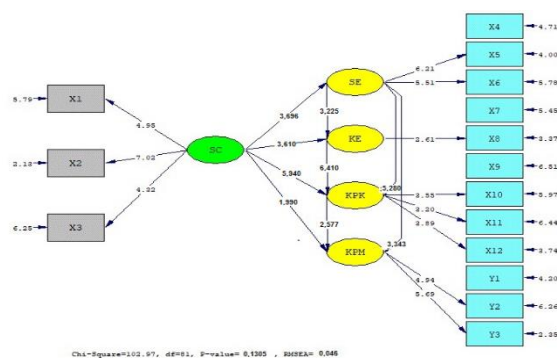 X4
4.71
X5
4.00
6.21
SE
5.51
X6
5.78
5.79
X1
X7
5.45
4.95
3,696
3,225
SC
3,610
KE
2.61
X8
3.37
2.13
X2
7.02
X9
6.51
6,410
5,940
3,280
KPK
3.55
X10
5.97
3.20
X11
6.44
6.25
X3
4.32
1,990
2,577
2.89
X12
3.74
3,343
KPM
Y1
4.20
4.94
Y2
6.26
5.69
Y3
2.35
Chi-Square=102.97, df=81, P-value= 0,1305 , RMSEA= 0,046